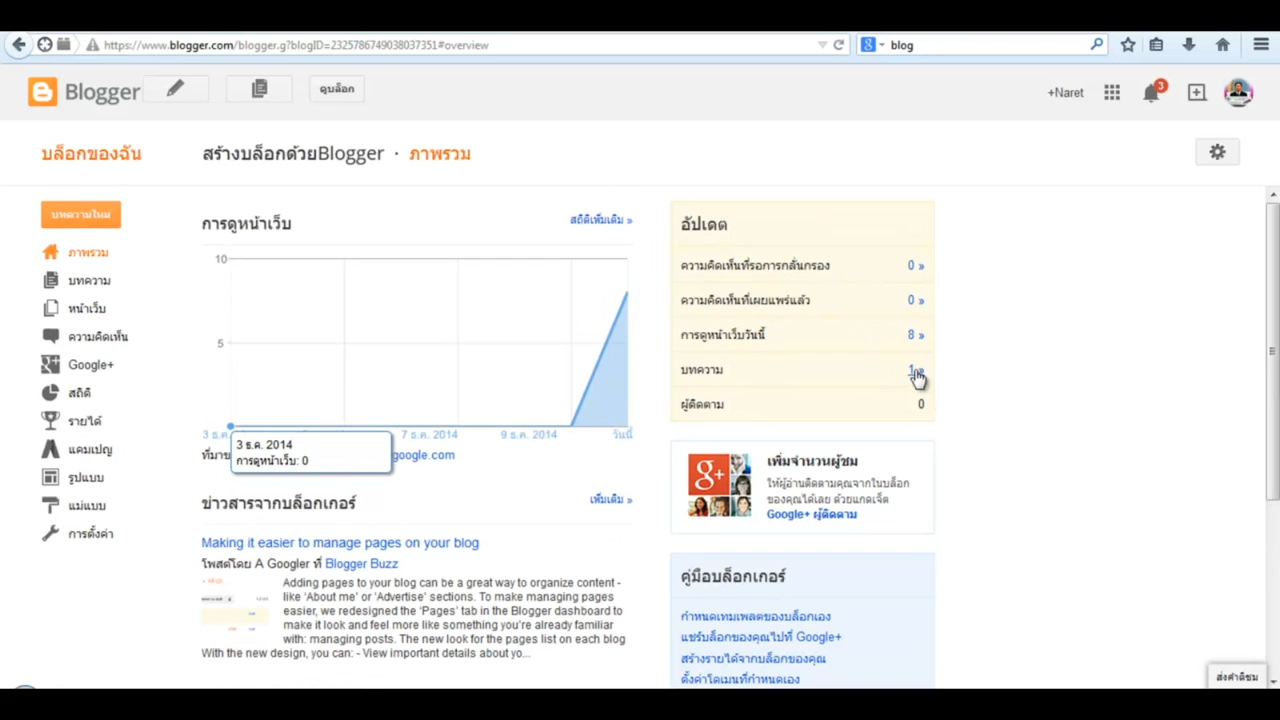 https://www.blogger.com/blogger.g?blogID=2325786749038037351#overview
blog
Blogger
ดูบล็อก
+Naret
3
บล็อกของฉัน
สร้างบล็อกด้วยBlogger · ภาพรวม
บทความใหม่
ภาพรวม
บทความ
หน้าเว็บ
ความคิดเห็น
Google+
สถิติ
รายได้
แคมเปญ
รูปแบบ
แม่แบบ
การตั้งค่า
การดูหน้าเว็บ
สถิติเพิ่มเติม »
10
5
3 ธ.ค.
7 ธ.ค. 2014
9 ธ.ค. 2014
วันนี้
3 ธ.ค. 2014
การดูหน้าเว็บ: 0
ที่มาข
google.com
ข่าวสารจากบล็อกเกอร์
เพิ่มเติม »
Making it easier to manage pages on your blog
โพสต์โดย A Googler ที่ Blogger Buzz
Adding pages to your blog can be a great way to organize content -
like ‘About me’ or ‘Advertise’ sections. To make managing pages
easier, we redesigned the ‘Pages’ tab in the Blogger dashboard to
make it look and feel more like something you’re already familiar
with: managing posts. The new look for the pages list on each blog
With the new design, you can: - View important details about yo...
อัปเดต
ความคิดเห็นที่รอการกลั่นกรอง 0 »
ความคิดเห็นที่เผยแพร่แล้ว 0 »
การดูหน้าเว็บวันนี้ 8 »
บทความ 1 »
ผู้ติดตาม 0
g+
เพิ่มจำนวนผู้ชม
ให้ผู้อ่านติดตามคุณจากในบล็อก
ของคุณได้เลย ด้วยแกดเจ็ต
Google+ ผู้ติดตาม
คู่มือบล็อกเกอร์
กำหนดเทมเพลตของบล็อกเอง
แชร์บล็อกของคุณไปที่ Google+
สร้างรายได้จากบล็อกของคุณ
ตั้งค่าโดเมนที่กำหนดเอง
ส่งคำติชม